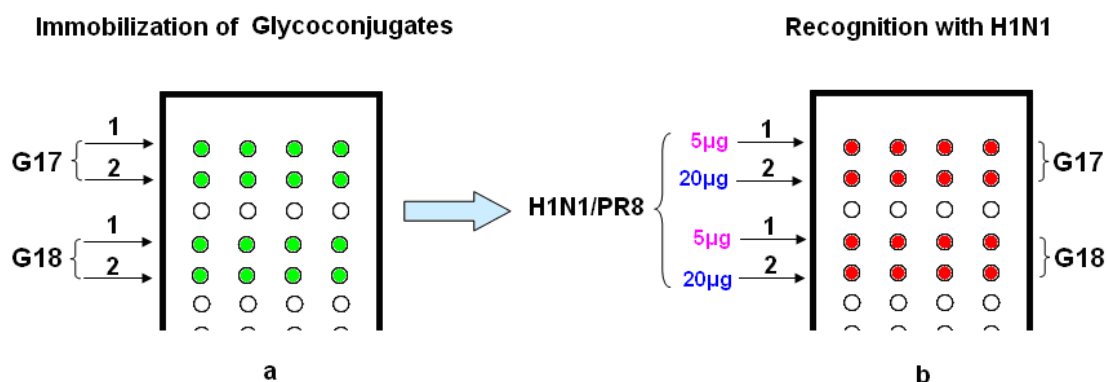 Immobilization of Glycoconjugates
G17
1
2
G18
1
2
a
Recognition with H1N1
H1N1/PR8
5µg
1
20µg
2
5µg
1
20µg
2
G17
G18
b